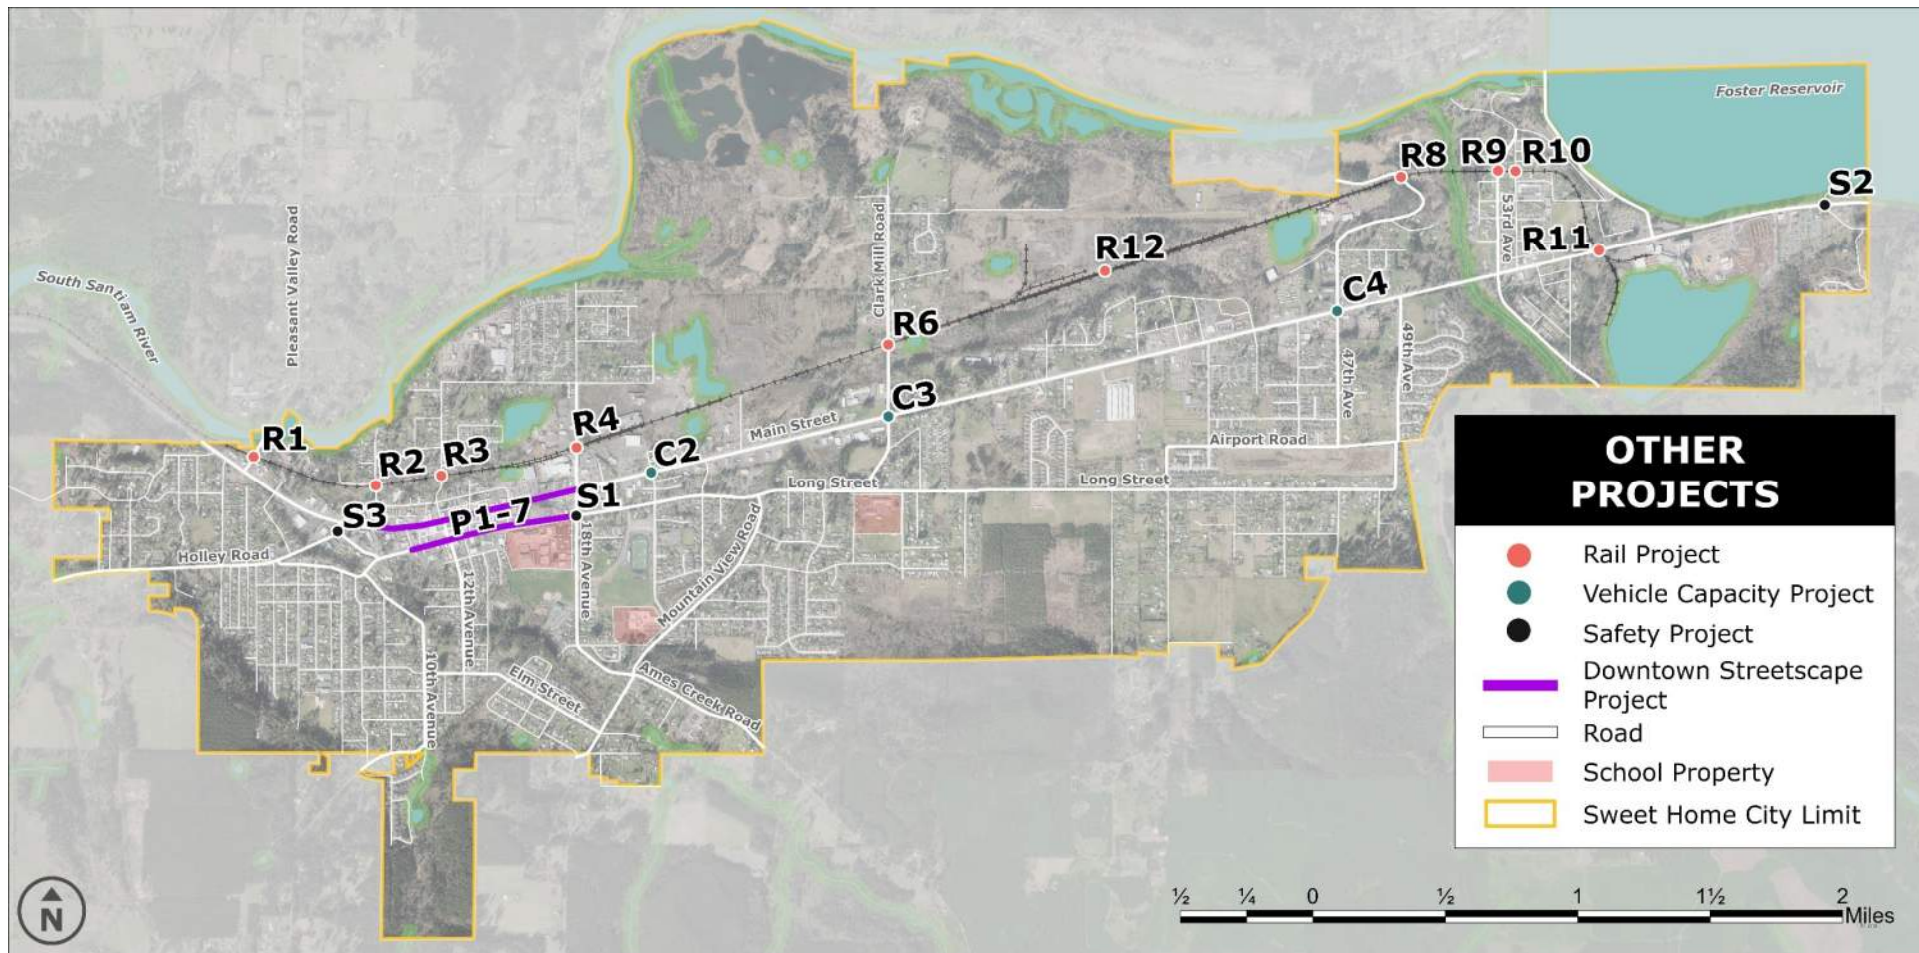 Foster Reservoir
S2
R8
R9
R10
53rd Ave
R11
R12
C4
Pleasant Valley Road
South Santiam River
Clark Mill Road
R6
47th Ave
49th Ave
C3
Main Street
Airport Road
R1
R2
R3
R4
C2
Long Street
Long Street
S3
P1-7
S1
Holley Road
12th Avenue
18th Avenue
Mountain View Road
10th Avenue
Elm Street
Ames Creek Road
OTHER
PROJECTS
Rail Project
Vehicle Capacity Project
Safety Project
Downtown Streetscape
Project
Road
School Property
Sweet Home City Limit
N
½ ¼ 0 ½ 1 1½ 2
Miles